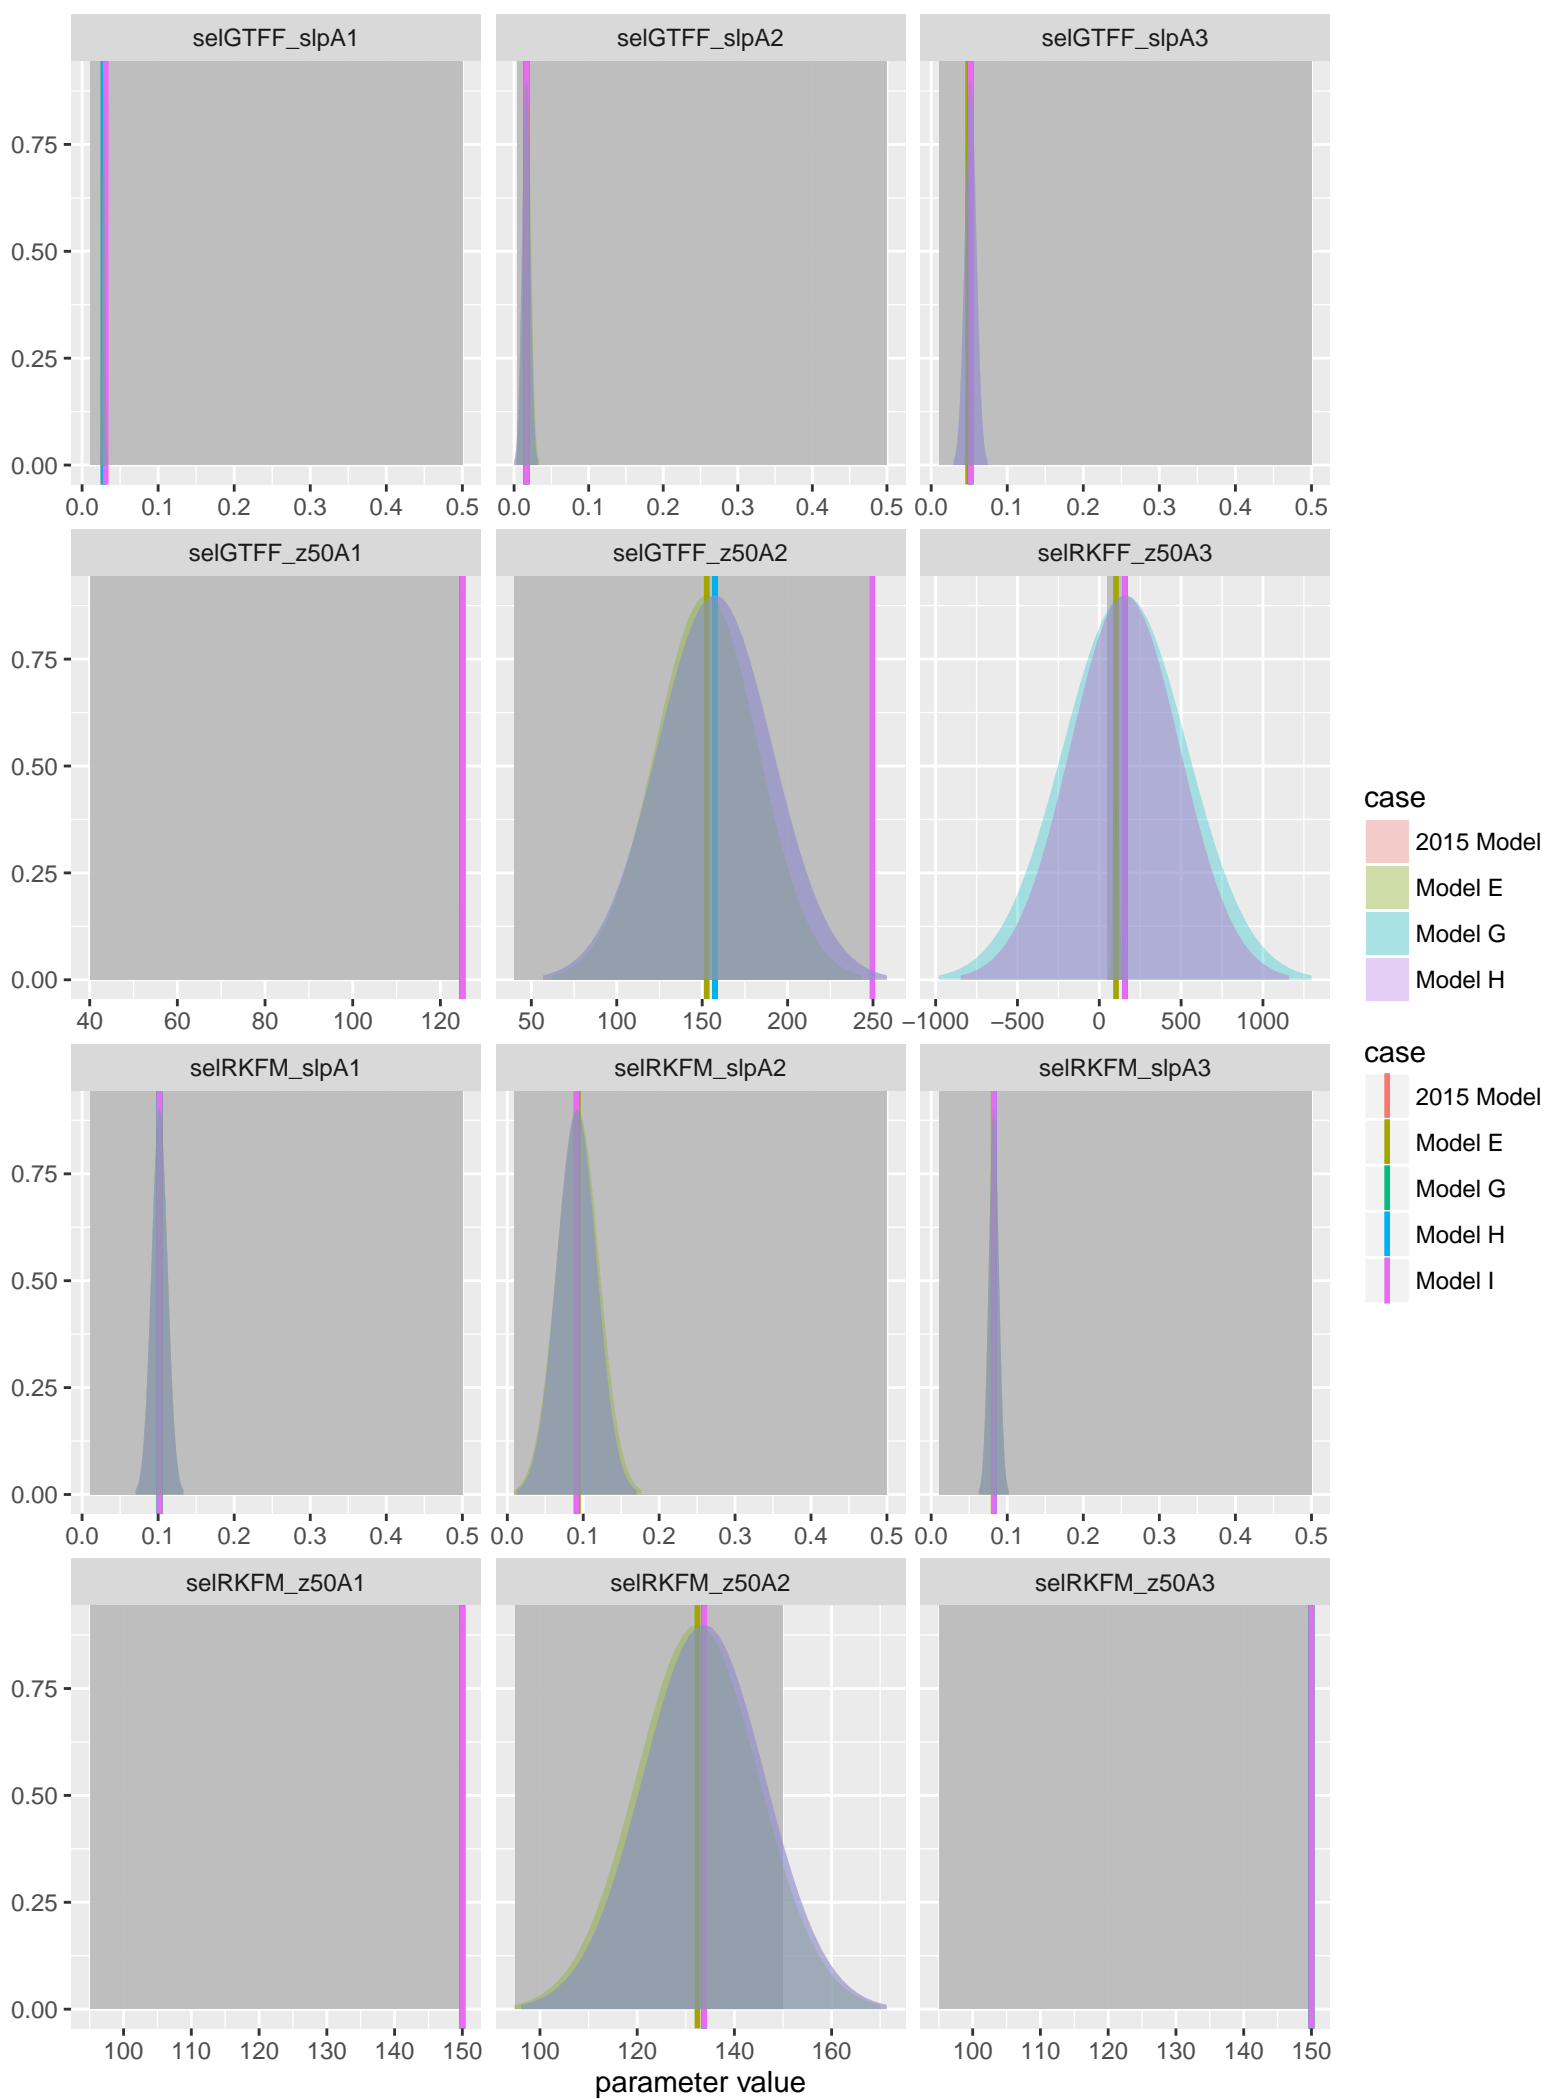 selGTFF_slpA1 selGTFF_slpA2 selGTFF_slpA3
0.75
0.50
0.25
0.00
0.0 0.1 0.2 0.3 0.4 0.5 0.0 0.1 0.2 0.3 0.4 0.5 0.0 0.1 0.2 0.3 0.4 0.5
selGTFF_z50A1 selGTFF_z50A2 selRKFF_z50A3
0.75
0.50
0.25
0.00
40 60 80 100 120 50 100 150 200 250 −1000 −500 0 500 1000
selRKFM_slpA1 selRKFM_slpA2 selRKFM_slpA3
0.75
0.50
0.25
0.00
0.0 0.1 0.2 0.3 0.4 0.5 0.0 0.1 0.2 0.3 0.4 0.5 0.0 0.1 0.2 0.3 0.4 0.5
selRKFM_z50A1 selRKFM_z50A2 selRKFM_z50A3
0.75
0.50
0.25
0.00
100 110 120 130 140 150 100 120 140 160 100 110 120 130 140 150
parameter value
case
2015 Model
Model E
Model G
Model H
case
2015 Model
Model E
Model G
Model H
Model I